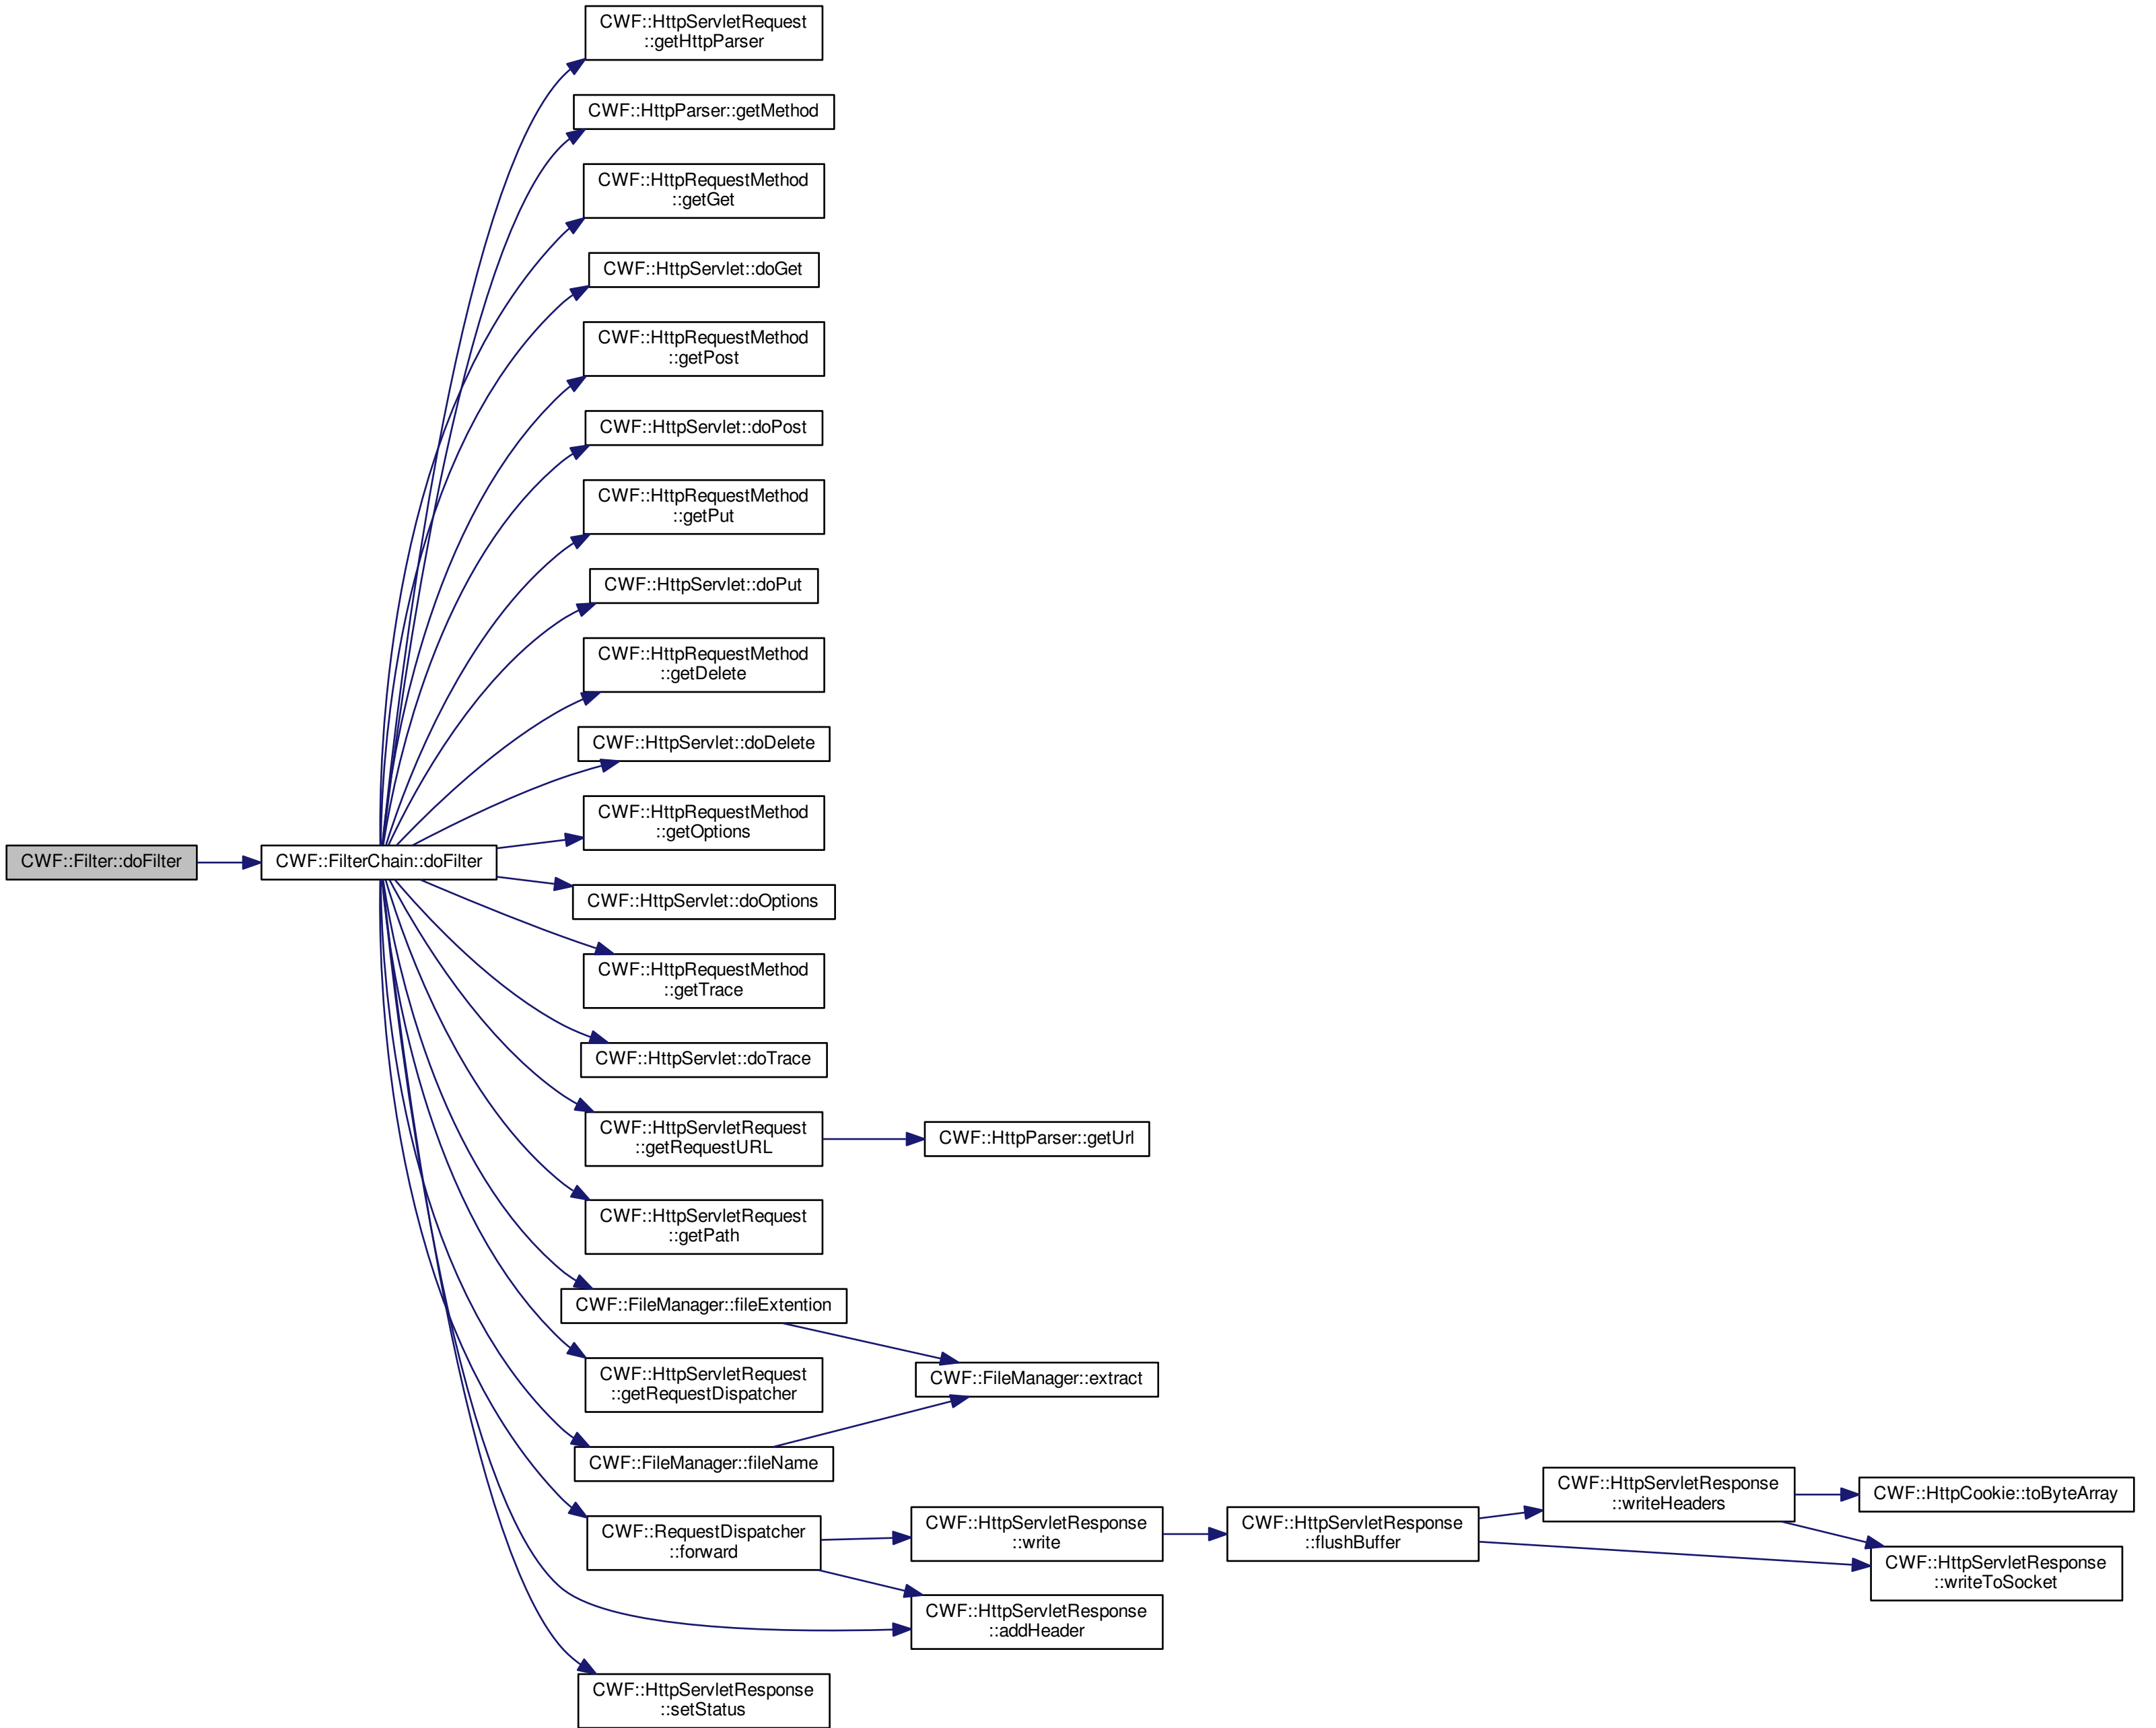 CWF::HttpServletRequest
::getHttpParser
CWF::HttpParser::getMethod
CWF::HttpRequestMethod
::getGet
CWF::HttpServlet::doGet
CWF::HttpRequestMethod
::getPost
CWF::HttpServlet::doPost
CWF::HttpRequestMethod
::getPut
CWF::HttpServlet::doPut
CWF::HttpRequestMethod
::getDelete
CWF::HttpServlet::doDelete
CWF::HttpRequestMethod
::getOptions
CWF::Filter::doFilter
CWF::FilterChain::doFilter
CWF::HttpServlet::doOptions
CWF::HttpRequestMethod
::getTrace
CWF::HttpServlet::doTrace
CWF::HttpServletRequest
::getRequestURL
CWF::HttpParser::getUrl
CWF::HttpServletRequest
::getPath
CWF::FileManager::fileExtention
CWF::HttpServletRequest
::getRequestDispatcher
CWF::FileManager::extract
CWF::FileManager::fileName
CWF::RequestDispatcher
::forward
CWF::HttpServletResponse
::write
CWF::HttpServletResponse
::flushBuffer
CWF::HttpServletResponse
::writeHeaders
CWF::HttpCookie::toByteArray
CWF::HttpServletResponse
::writeToSocket
CWF::HttpServletResponse
::addHeader
CWF::HttpServletResponse
::setStatus